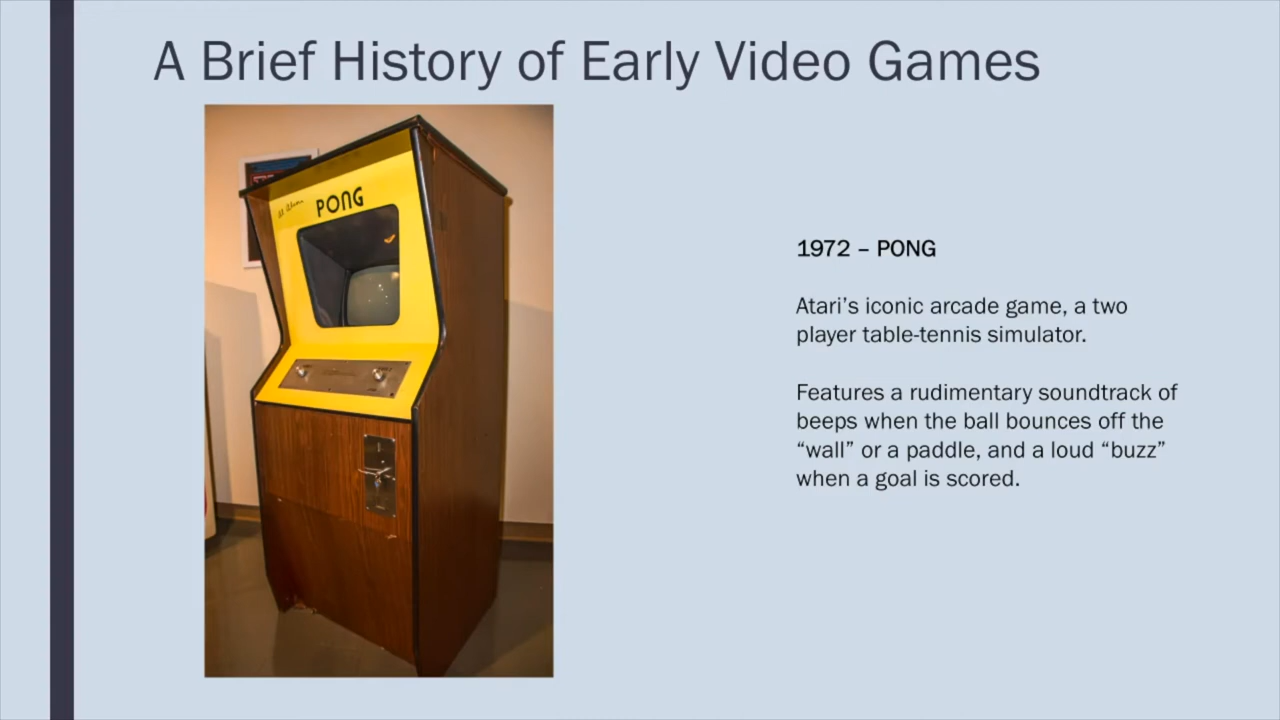 A Brief History of Early Video Games
PONG
1972 – PONG
Atari’s iconic arcade game, a two
player table-tennis simulator.
Features a rudimentary soundtrack of
beeps when the ball bounces off the
“wall” or a paddle, and a loud “buzz”
when a goal is scored.